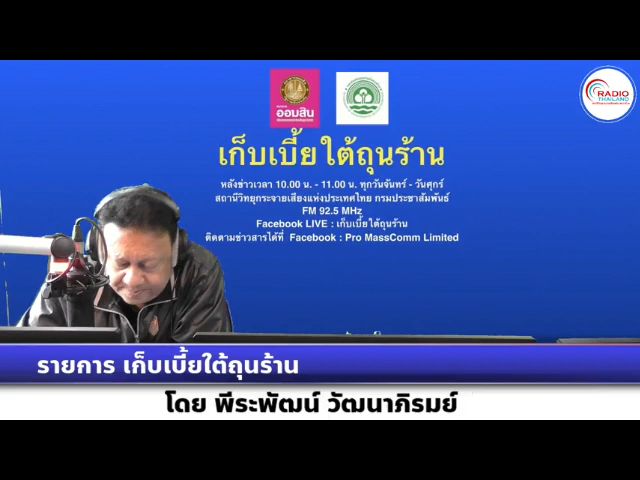 RADIO
THAILAND
ออมสิน
เก็บเบี้ยใต้ถุนร้าน
หลังข่าวเวลา 10.00 น. - 11.00 น. ทุกวันจันทร์ - วันศุกร์
สถานีวิทยุกระจายเสียงแห่งประเทศไทย กรมประชาสัมพันธ์
FM 92.5 MHz
Facebook LIVE : เก็บเบี้ยใต้ถุนร้าน
ติดตามข่าวสารได้ที่ Facebook : Pro MassComm Limited
รายการ เก็บเบี้ยใต้ถุนร้าน
โดย พีระพัฒน์ วัฒนาภิรมย์